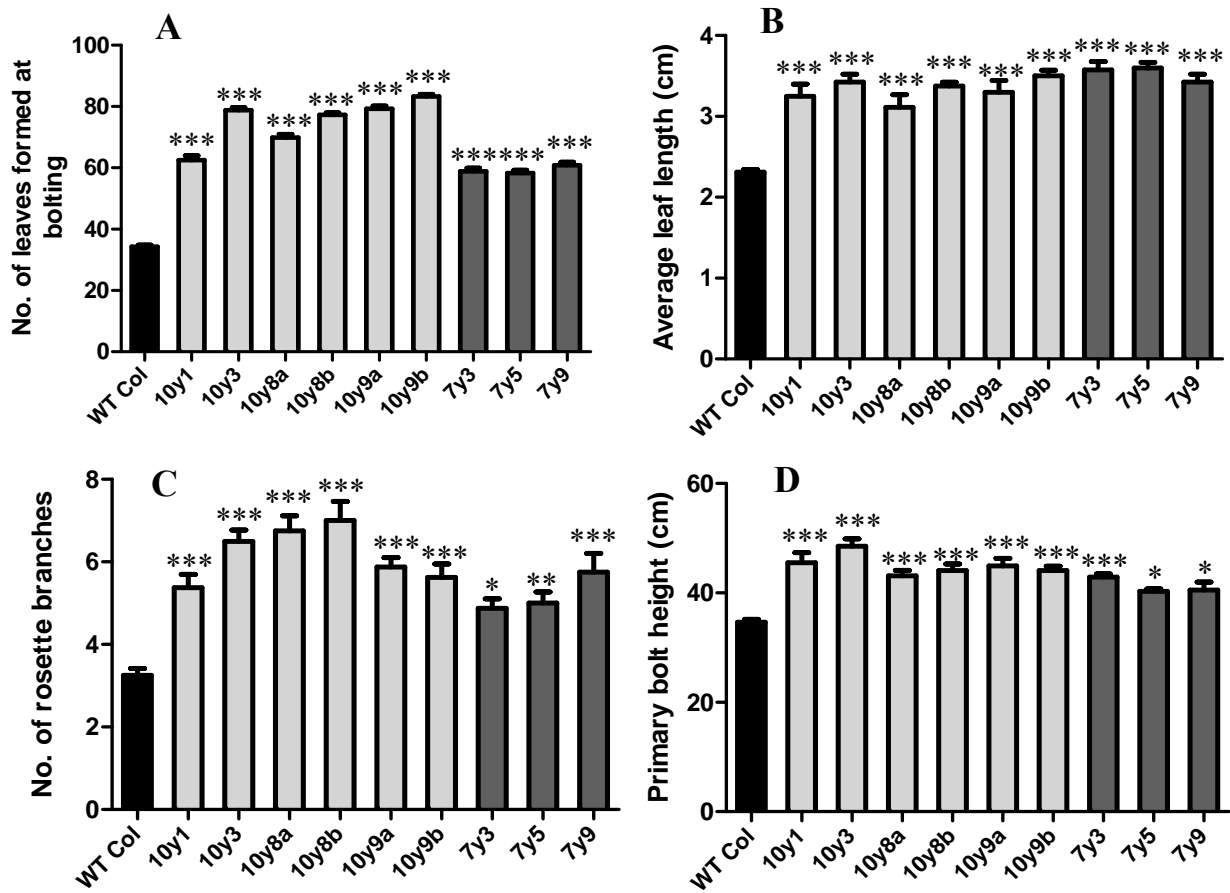 A
No. of leaves formed at
bolting
100
80
60
40
20
0
***
***
***
***
***
***
***
***
***
WT Col
10y1
10y3
10y8a
10y8b
10y9a
10y9b
7y3
7y5
7y9
B
Average leaf length (cm)
4
3
2
1
0
***
***
***
***
***
***
***
***
***
WT Col
10y1
10y3
10y8a
10y8b
10y9a
10y9b
7y3
7y5
7y9
C
No. of rosette branches
8
6
4
2
0
***
***
***
***
***
***
*
**
***
WT Col
10y1
10y3
10y8a
10y8b
10y9a
10y9b
7y3
7y5
7y9
D
Primary bolt height (cm)
60
40
20
0
***
***
***
***
***
***
***
*
*
WT Col
10y1
10y3
10y8a
10y8b
10y9a
10y9b
7y3
7y5
7y9